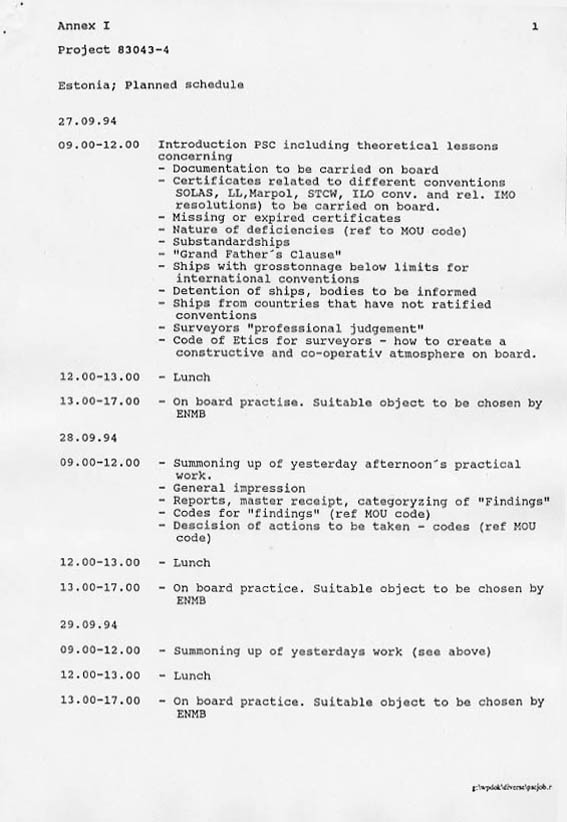 Annex I 1
Project 83043-4
Estonia; Planned schedule
27.09.94
09.00-12.00 Introduction PSC including theoretical lessons
concerning
- Documentation to be carried on board
- Certificates related to different conventions
SOLAS, LL,Marpol, STCW, ILO conv. and rel. IMO
resolutions) to be carried on board.
- Missing or expired certificates
- Nature of deficiencies (ref to MOU code)
- Substandardships
- "Grand Father´s Clause"
- Ships with grosstonnage below limits for
international conventions
- Detention of ships, bodies to be informed
- Ships from countries that have not ratified
conventions
- Surveyors "professional judgement"
- Code of Etics for surveyors - how to create a
constructive and co-operativ atmosphere on board.
12.00-13.00 - Lunch
13.00-17.00 - On board practise. Suitable object to be chosen by
ENMB
28.09.94
09.00-12.00 - Summoning up of yesterday afternoon´s practical
work.
- General impression
- Reports, master receipt, categoryzing of "Findings"
- Codes for "findings" (ref MOU code)
- Descision of actions to be taken - codes (ref MOU
code)
12.00-13.00 - Lunch
13.00-17.00 - On board practice. Suitable object to be chosen by
ENMB
29.09.94
09.00-12.00 - Summoning up of yesterdays work (see above)
12.00-13.00 - Lunch
13.00-17.00 - On board practice. Suitable object to be chosen by
ENMB
g:\wpdok\diverse\pscjob.r